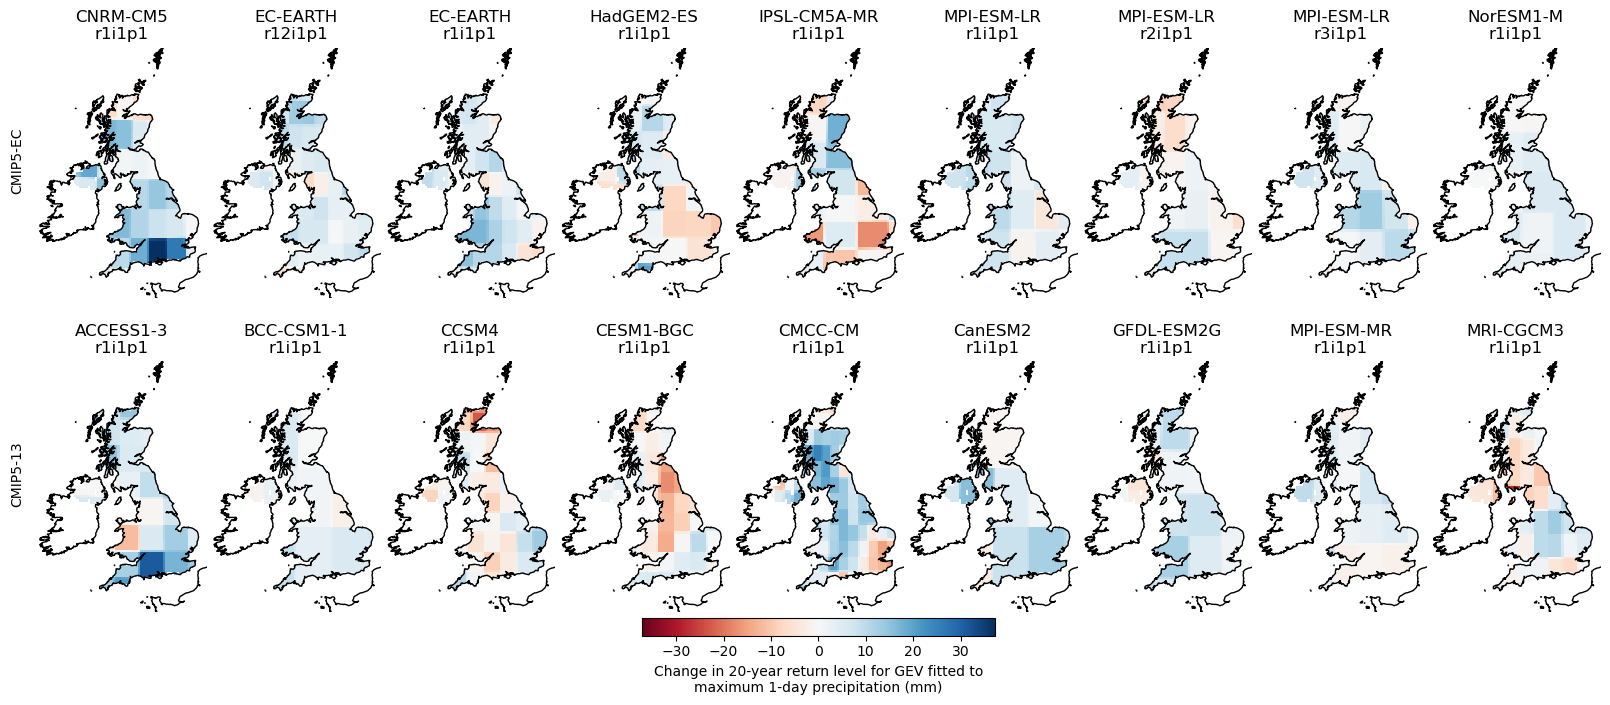 CNRM-CM5 EC-EARTH EC-EARTH HadGEM2-ES IPSL-CM5A-MR MPI-ESM-LR MPI-ESM-LR MPI-ESM-LR NorESM1-M
r1i1p1 r12i1p1 r1i1p1 r1i1p1 r1i1p1 r1i1p1 r2i1p1 r3i1p1 r1i1p1
CMIP5-EC
ACCESS1-3 BCC-CSM1-1 CCSM4 CESM1-BGC CMCC-CM CanESM2 GFDL-ESM2G MPI-ESM-MR MRI-CGCM3
r1i1p1 r1i1p1 r1i1p1 r1i1p1 r1i1p1 r1i1p1 r1i1p1 r1i1p1 r1i1p1
CMIP5-13
−30 −20 −10 0 10 20 30
Change in 20-year return level for GEV fitted to
maximum 1-day precipitation (mm)